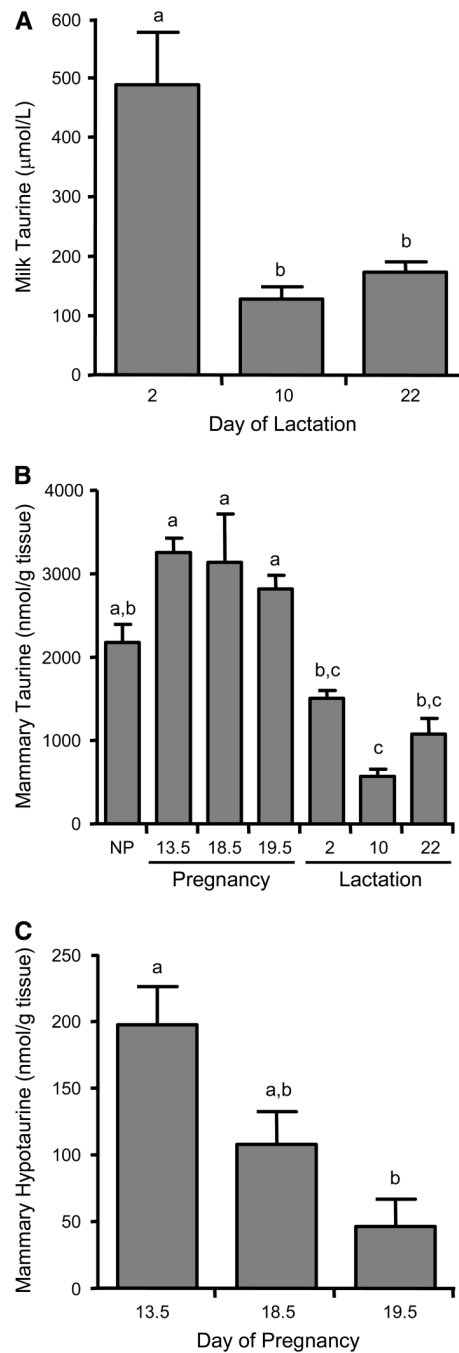 A
Milk Taurine (μmol/L)
600
500
400
300
200
100
0
a
b
b
2 10 22
Day of Lactation
B
Mammary Taurine (nmol/g tissue)
4000
3000
2000
1000
0
a,b
a
a
a
b,c
c
b,c
NP 13.5 18.5 19.5 2 10 22
Pregnancy Lactation
C
Mammary Hypotaurine (nmol/g tissue)
250
200
150
100
50
0
a
a,b
b
13.5 18.5 19.5
Day of Pregnancy